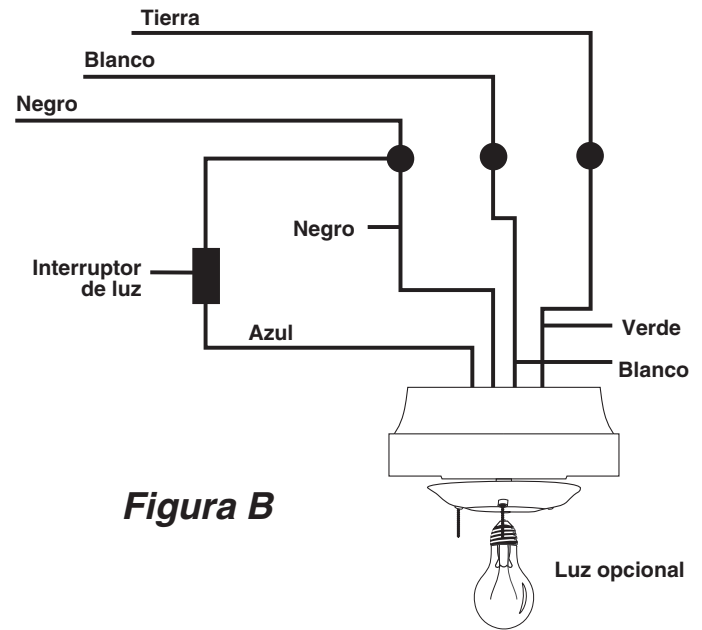 Tierra
Blanco
Negro
Negro
Interruptor
de luz
Azul
Verde
Blanco
Figura B
Luz opcional